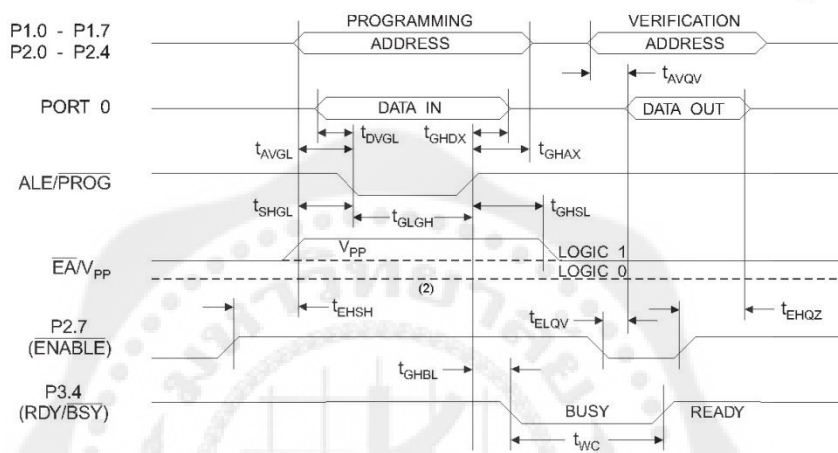 PROGRAMMING
VERIFICATION
P1.0 - P1.7
P2.0 - P2.4
ADDRESS
ADDRESS
tAVQV
PORT 0
DATA IN
DATA OUT
tDVGL
tGHDX
tAVGL
tGHAX
ALE/PROG
tSHGL
tGLGH
tGHSL
VPP
LOGIC 1
EA/VPP
LOGIC 0
(2)
tEHSH
tELQV
tEHQZ
P2.7
(ENABLE)
tGHBL
P3.4
(RDY/BSY)
BUSY
READY
tWC